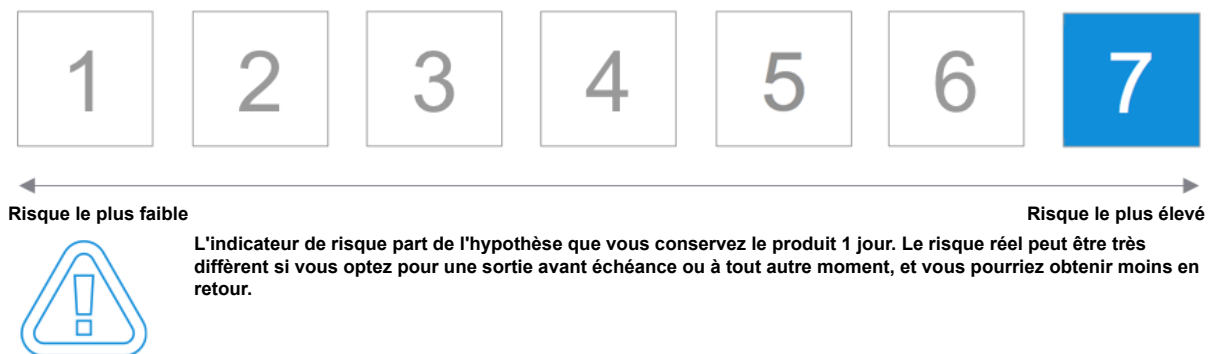 1 2 3 4 5 6 7
Risque le plus faible Risque le plus élevé
L'indicateur de risque part de l'hypothèse que vous conservez le produit 1 jour. Le risque réel peut être très
diffèrent si vous optez pour une sortie avant échéance ou à tout autre moment, et vous pourriez obtenir moins en
retour.